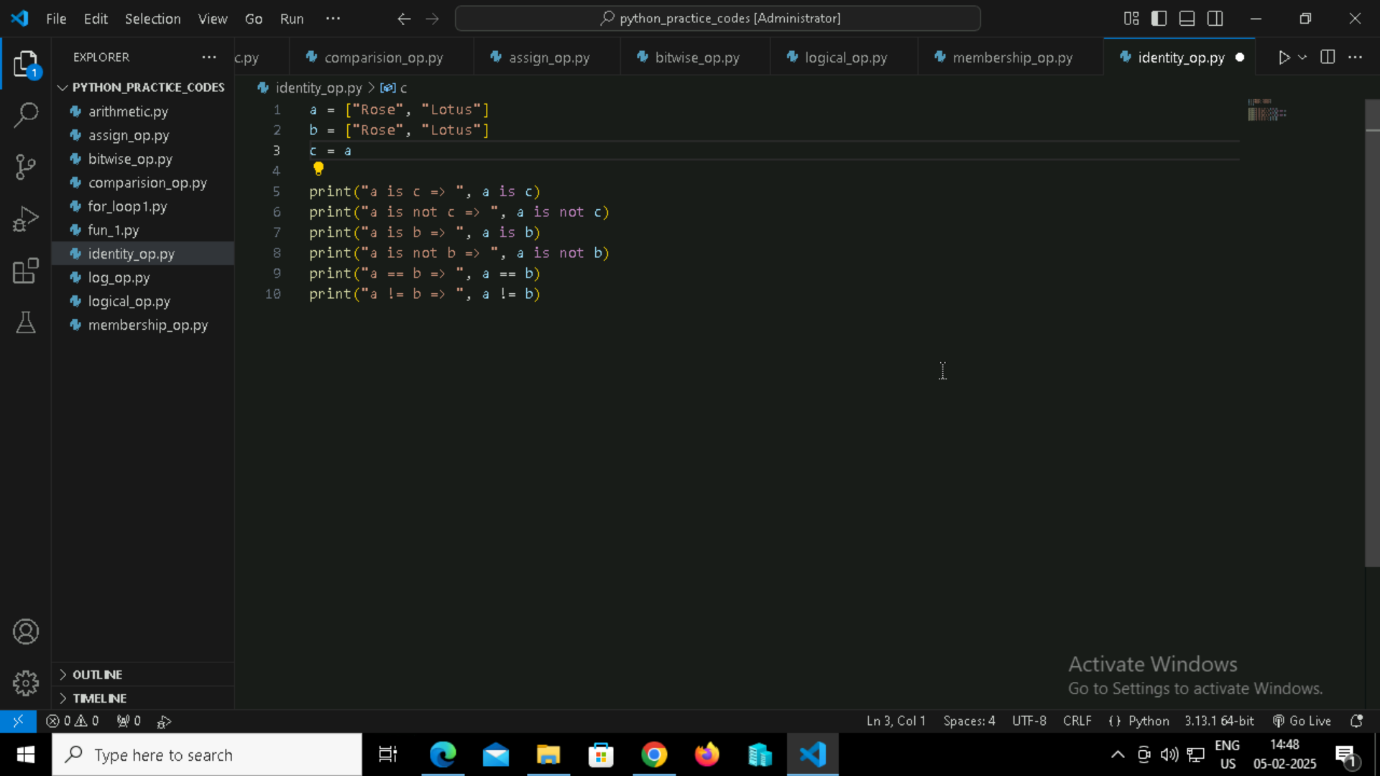 File Edit Selection View Go Run ··· python_practice_codes [Administrator]
EXPLORER ···
c.py comparision_op.py assign_op.py bitwise_op.py logical_op.py membership_op.py identity_op.py
1
PYTHON_PRACTICE_CODES
arithmetic.py
assign_op.py
bitwise_op.py
comparision_op.py
for_loop1.py
fun_1.py
identity_op.py
log_op.py
logical_op.py
membership_op.py
OUTLINE
TIMELINE
identity_op.py > c
1 a = ["Rose", "Lotus"]
2 b = ["Rose", "Lotus"]
3 c = a
4
5 print("a is c => ", a is c)
6 print("a is not c => ", a is not c)
7 print("a is b => ", a is b)
8 print("a is not b => ", a is not b)
9 print("a == b => ", a == b)
10 print("a != b => ", a != b)
Activate Windows
Go to Settings to activate Windows.
0 0 0 Ln 3, Col 1 Spaces: 4 UTF-8 CRLF {} Python 3.13.1 64-bit Go Live
Type here to search
ENG
US
14:48
05-02-2025
1